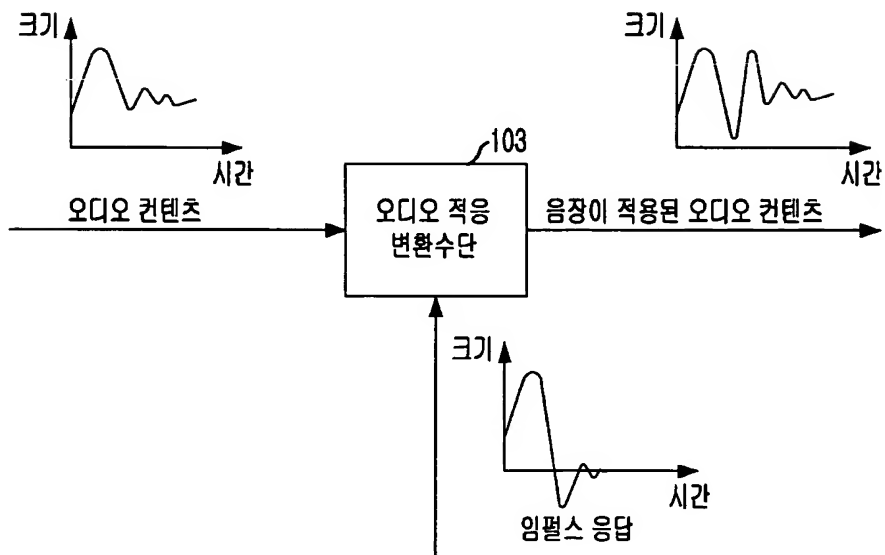 크기
시간
오디오 컨텐츠
103
오디오 적응
변환수단
크기
시간
음장이 적용된 오디오 컨텐츠
크기
시간
임펄스 응답